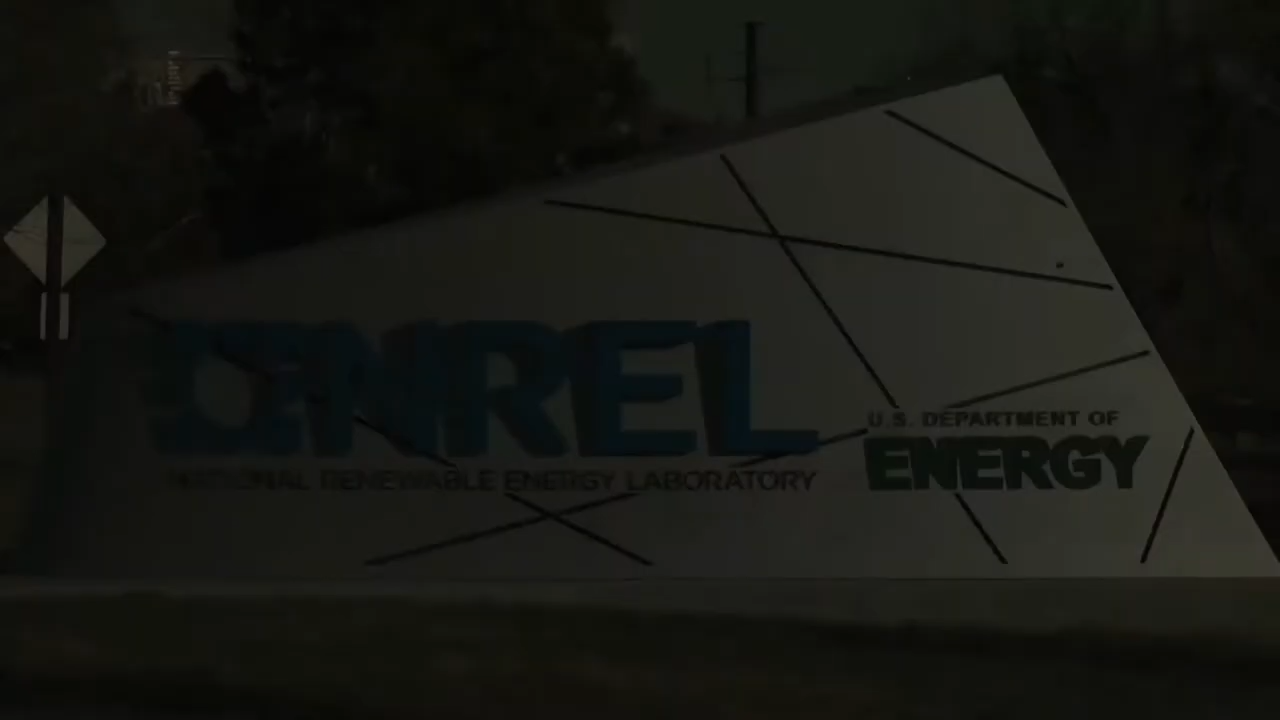 NREL
NATIONAL RENEWABLE ENERGY LABORATORY
U.S. DEPARTMENT OF
ENERGY